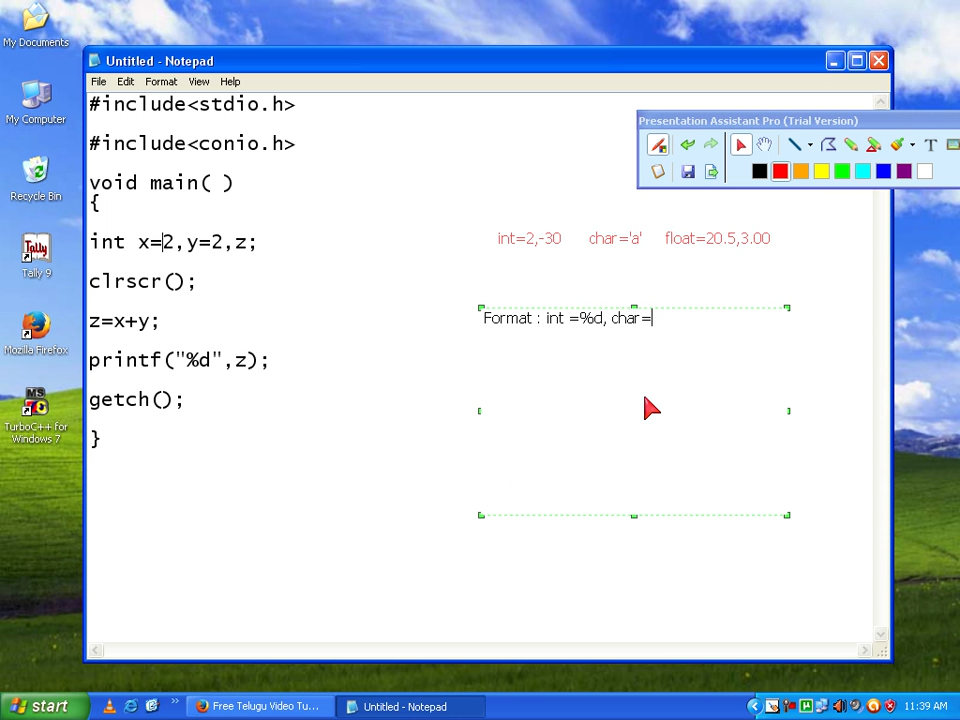 My Documents
My Computer
Recycle Bin
Tally
Tally 9
Mozilla Firefox
MS
TurboC++ for
Windows 7
Untitled - Notepad
File Edit Format View Help
#include<stdio.h>
#include<conio.h>
void main( )
{
int x=2,y=2,z;
clrscr();
z=x+y;
printf("%d",z);
getch();
}
Presentation Assistant Pro (Trial Version)
T
int=2,-30 char='a' float=20.5,3.00
Format : int =%d, char=
start
Free Telugu Video Tu...
Untitled - Notepad
11:39 AM